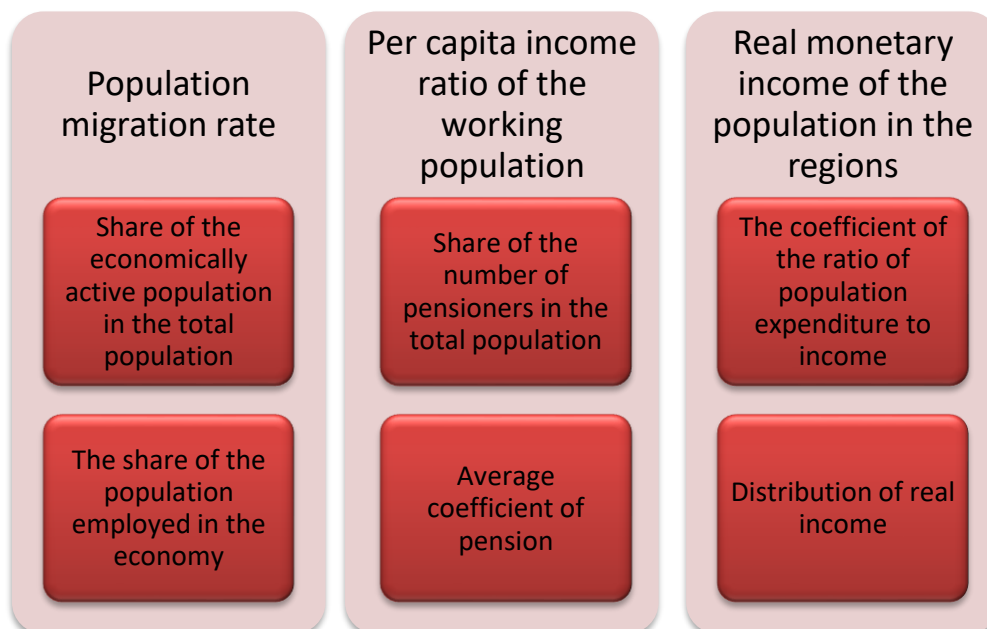 Population
migration rate
Share of the
economically
active population
in the total
population
The share of the
population
employed in the
economy
Per capita income
ratio of the
working
population
Share of the
number of
pensioners in the
total population
Average
coefficient of
pension
Real monetary
income of the
population in the
regions
The coefficient of
the ratio of
population
expenditure to
income
Distribution of real
income